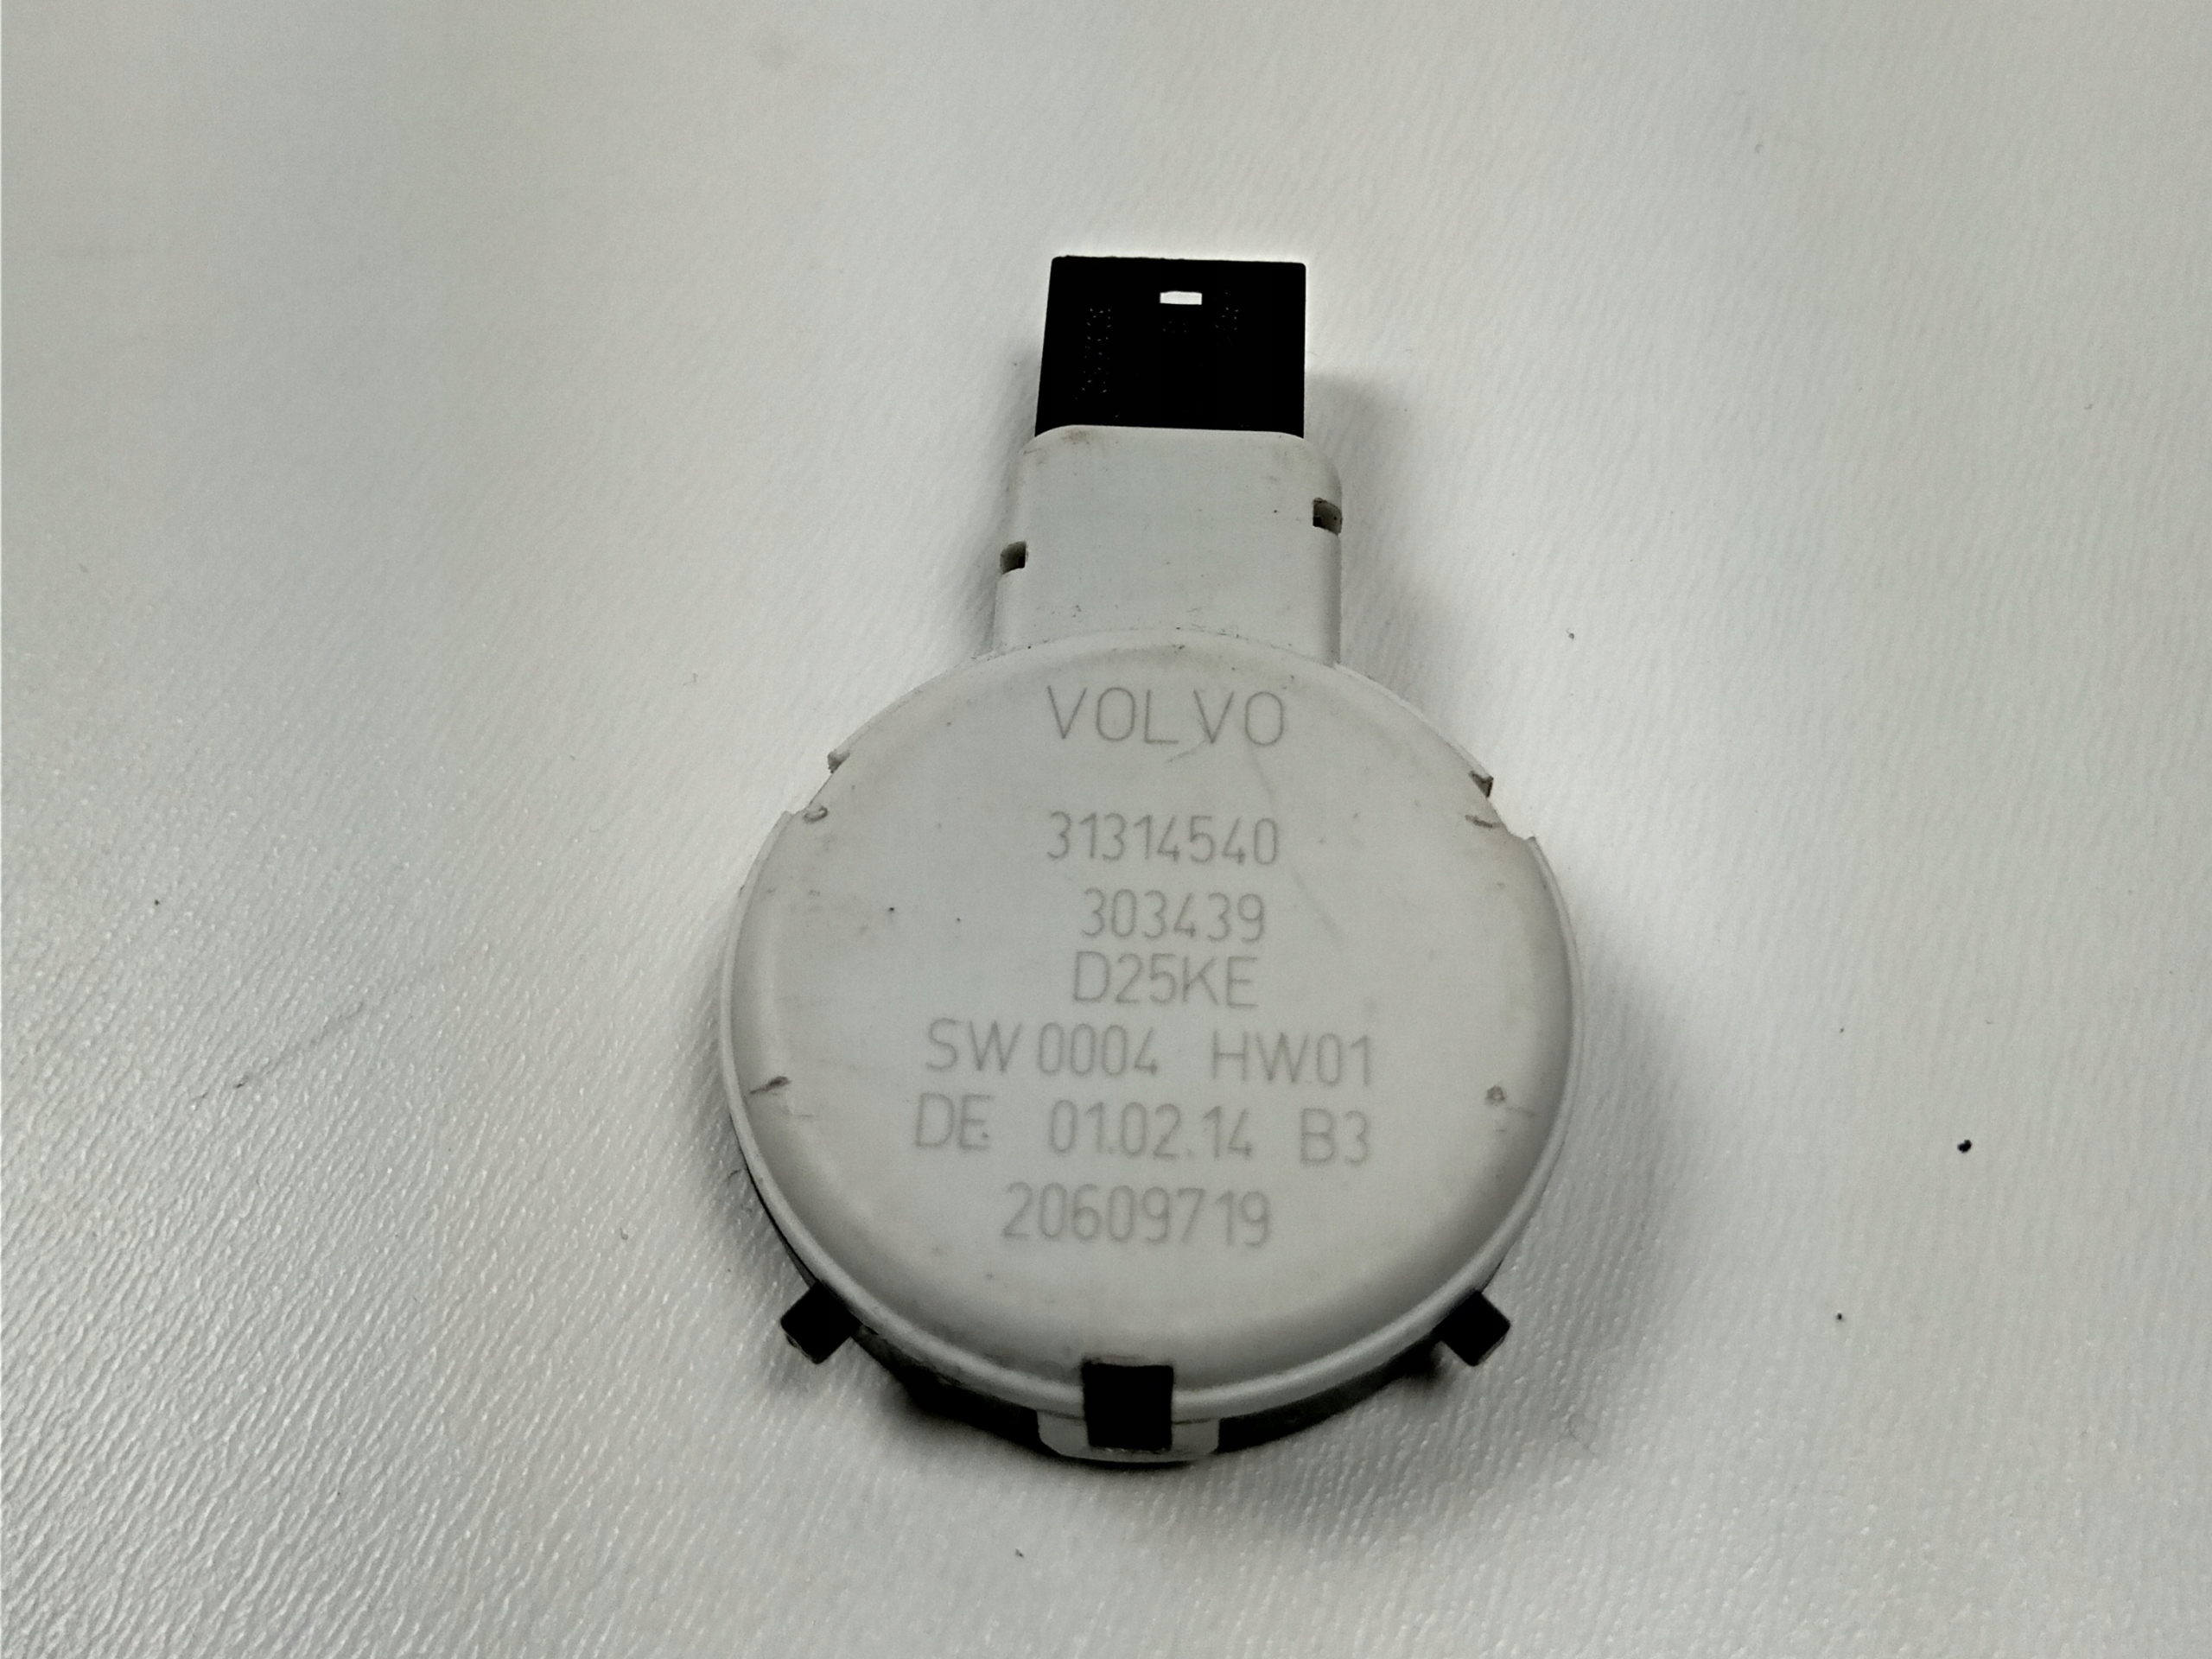 VOLVO
31314540
303439
D25KE
SW 0004 HW01
DE 01.02.14 B3
20609719